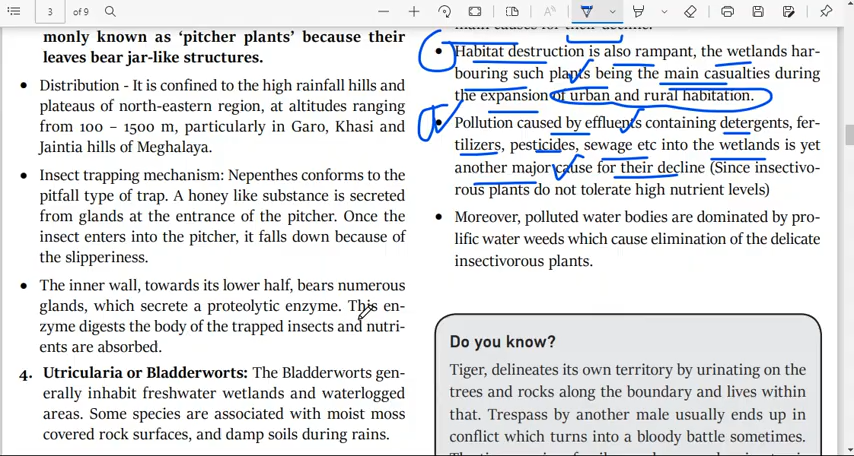 3 of 9
monly known as ‘pitcher plants’ because their
leaves bear jar-like structures.
• Distribution - It is confined to the high rainfall hills and
plateaus of north-eastern region, at altitudes ranging
from 100 – 1500 m, particularly in Garo, Khasi and
Jaintia hills of Meghalaya.
• Insect trapping mechanism: Nepenthes conforms to the
pitfall type of trap. A honey like substance is secreted
from glands at the entrance of the pitcher. Once the
insect enters into the pitcher, it falls down because of
the slipperiness.
• The inner wall, towards its lower half, bears numerous
glands, which secrete a proteolytic enzyme. This en-
zyme digests the body of the trapped insects and nutri-
ents are absorbed.
4. Utricularia or Bladderworts: The Bladderworts gen-
erally inhabit freshwater wetlands and waterlogged
areas. Some species are associated with moist moss
covered rock surfaces, and damp soils during rains.
main causes for their decline.
• Habitat destruction is also rampant, the wetlands har-
bouring such plants being the main casualties during
the expansion of urban and rural habitation.
• Pollution caused by effluents containing detergents, fer-
tilizers, pesticides, sewage etc into the wetlands is yet
another major cause for their decline (Since insectivo-
rous plants do not tolerate high nutrient levels)
• Moreover, polluted water bodies are dominated by pro-
lific water weeds which cause elimination of the delicate
insectivorous plants.
Do you know?
Tiger, delineates its own territory by urinating on the
trees and rocks along the boundary and lives within
that. Trespass by another male usually ends up in
conflict which turns into a bloody battle sometimes.